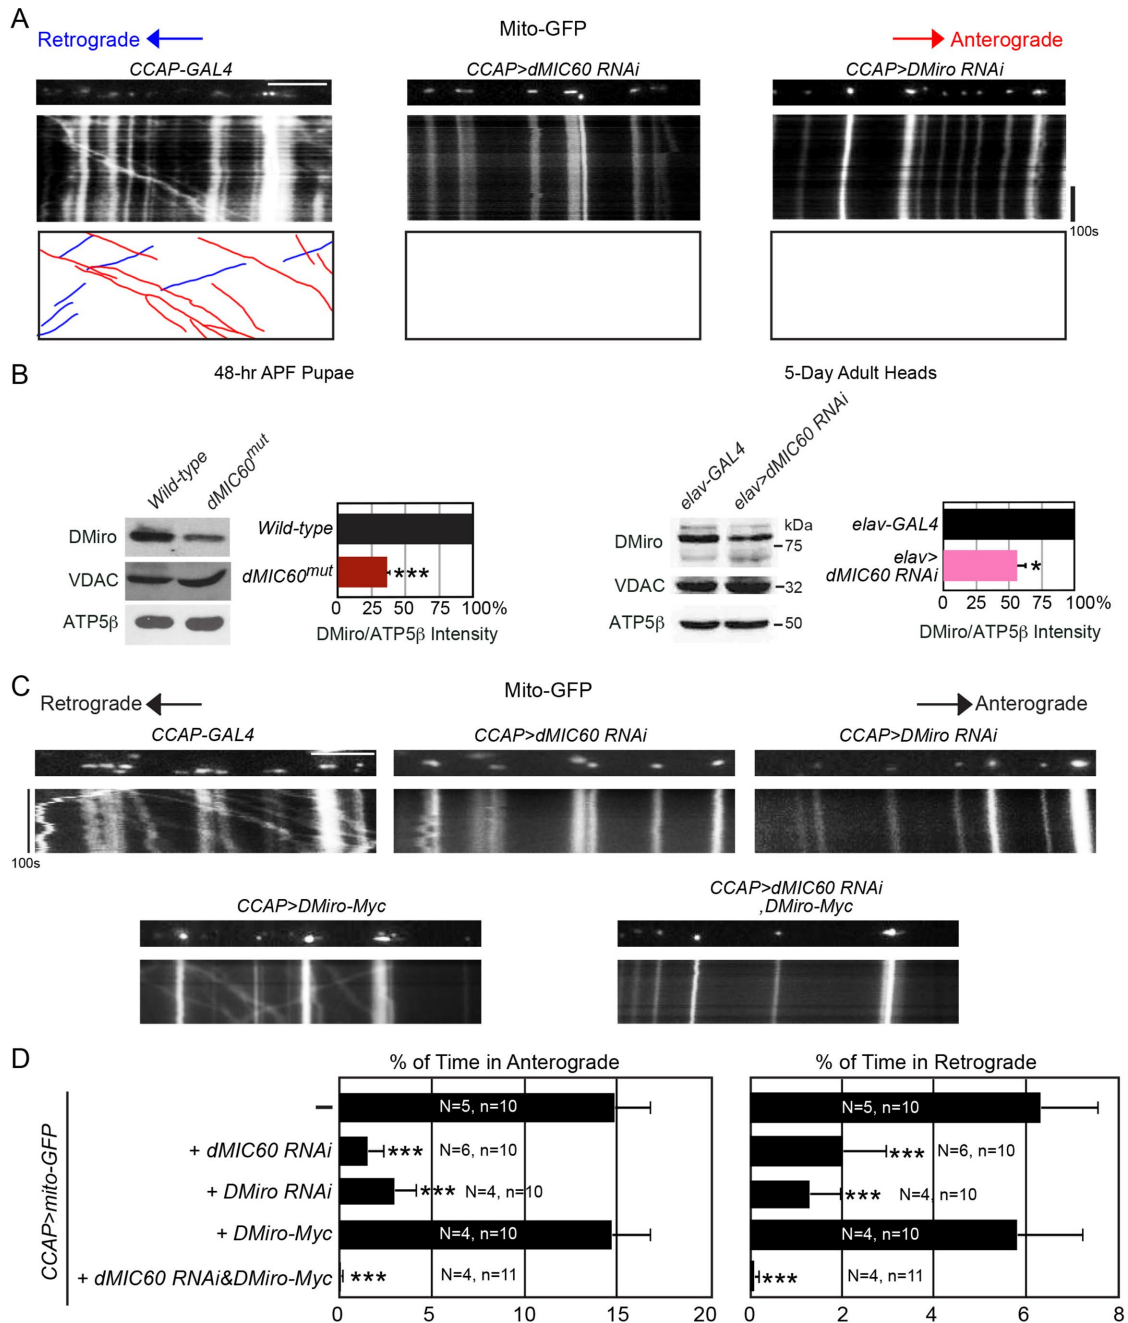 A
Mito-GFP
Retrograde
Anterograde
CCAP-GAL4
CCAP>dMIC60 RNAi
CCAP>DMiro RNAi
100s
B
48-hr APF Pupae
5-Day Adult Heads
Wild-type
dMIC60mut
DMiro
VDAC
ATP5β
Wild-type
dMIC60mut
***
0 25 50 75 100%
DMiro/ATP5β Intensity
elav-GAL4
elav>dMIC60 RNAi
kDa
DMiro
75
VDAC
32
ATP5β
50
elav-GAL4
elav>
dMIC60 RNAi
*
0 25 50 75 100%
DMiro/ATP5β Intensity
C
Mito-GFP
Retrograde
Anterograde
CCAP-GAL4
CCAP>dMIC60 RNAi
CCAP>DMiro RNAi
100s
CCAP>DMiro-Myc
CCAP>dMIC60 RNAi
,DMiro-Myc
D
% of Time in Anterograde
% of Time in Retrograde
CCAP>mito-GFP
–
N=5, n=10
N=5, n=10
+ dMIC60 RNAi
*** N=6, n=10
*** N=6, n=10
+ DMiro RNAi
*** N=4, n=10
*** N=4, n=10
+ DMiro-Myc
N=4, n=10
N=4, n=10
+ dMIC60 RNAi&DMiro-Myc
*** N=4, n=11
*** N=4, n=11
0 5 10 15 20
0 2 4 6 8